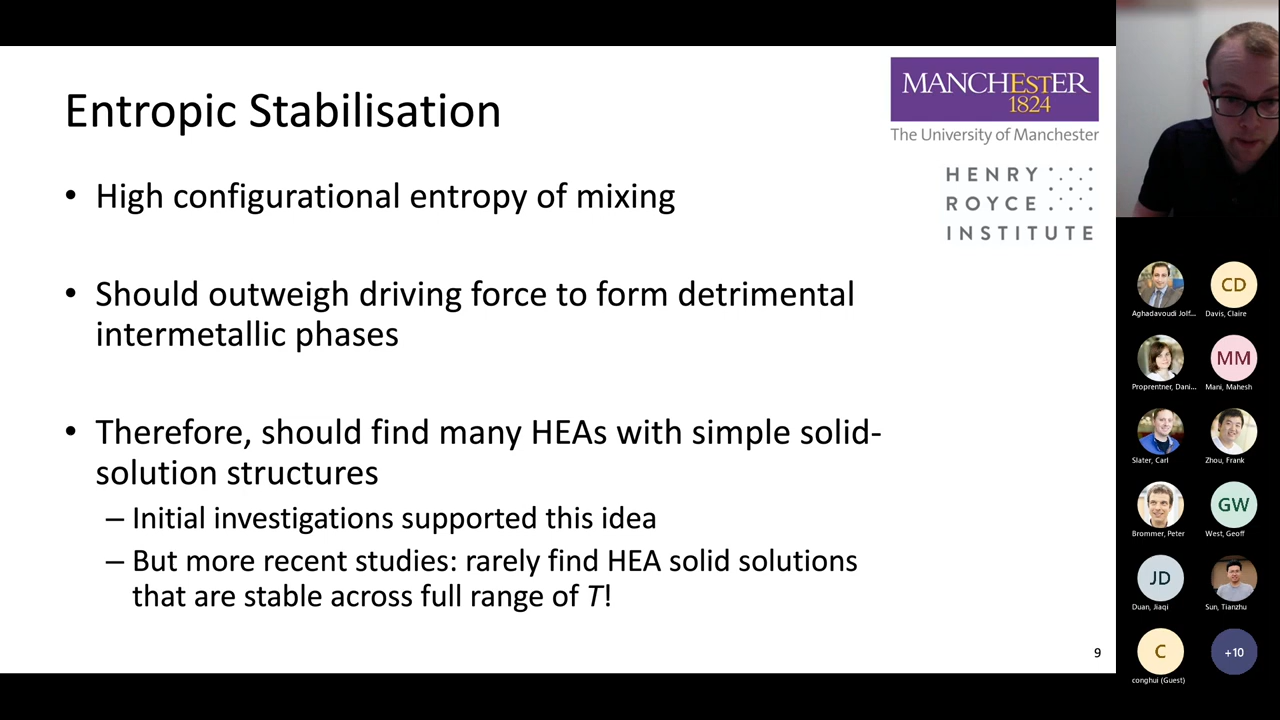 Entropic Stabilisation
MANCHESTER
1824
The University of Manchester
HENRY
ROYCE
INSTITUTE
• High configurational entropy of mixing
• Should outweigh driving force to form detrimental
intermetallic phases
• Therefore, should find many HEAs with simple solid-
solution structures
– Initial investigations supported this idea
– But more recent studies: rarely find HEA solid solutions
that are stable across full range of T!
9
CD
Aghadavoudi Jolf...
Davis, Claire
MM
Proprentner, Dani...
Mani, Mahesh
Slater, Carl
Zhou, Frank
GW
Brommer, Peter
West, Geoff
JD
Duan, Jiaqi
Sun, Tianzhu
C
+10
conghui (Guest)